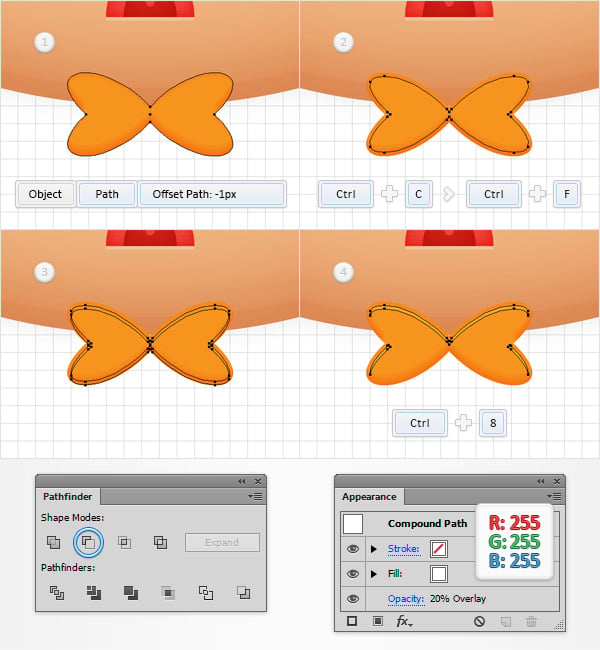 1
2
Object Path Offset Path: -1px
Ctrl C Ctrl F
3
4
Ctrl 8
Pathfinder
Shape Modes:
Expand
Pathfinders:
Appearance
Compound Path
Stroke:
Fill:
Opacity: 20% Overlay
fx
R: 255
G: 255
B: 255